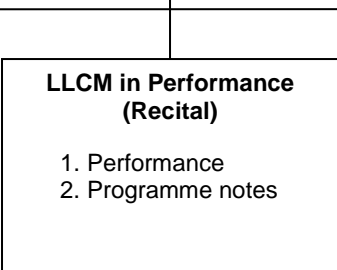 LLCM in Performance
(Recital)
1. Performance
2. Programme notes